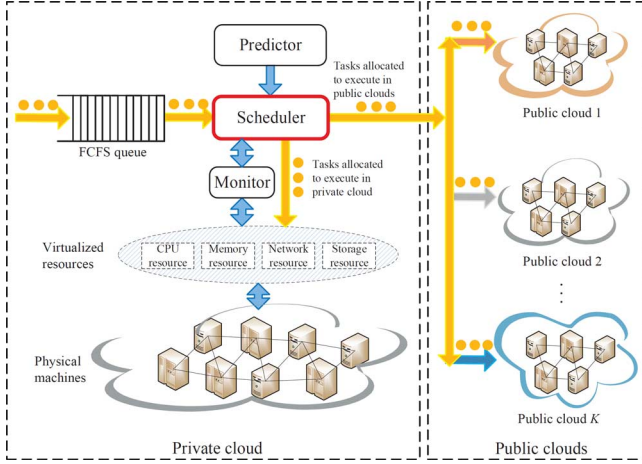 Predictor
Tasks allocated
to execute in
public clouds
Scheduler
FCFS queue
Public cloud 1
Tasks allocated
to execute in
private cloud
Monitor
Virtualized
resources
CPU
resource
Memory
resource
Network
resource
Storage
resource
Public cloud 2
Physical
machines
Public cloud K
Private cloud
Public clouds